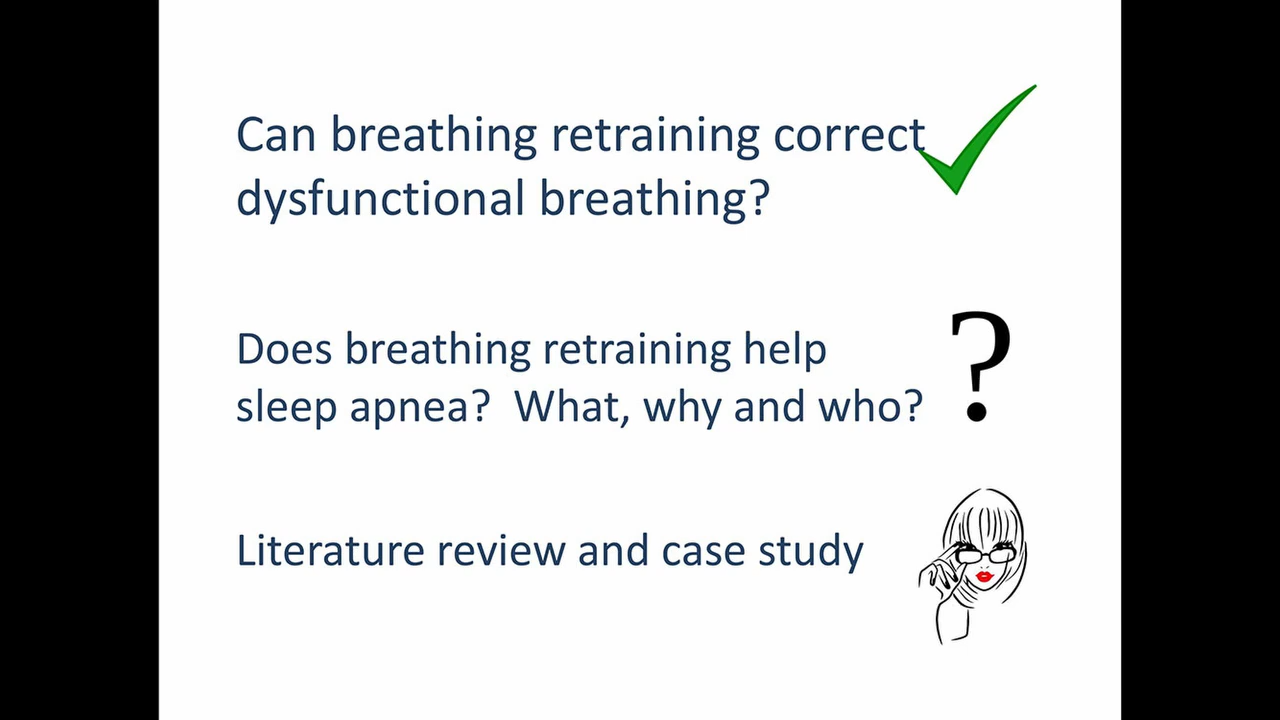 Can breathing retraining correct
dysfunctional breathing?
Does breathing retraining help
sleep apnea?  What, why and who?
?
Literature review and case study